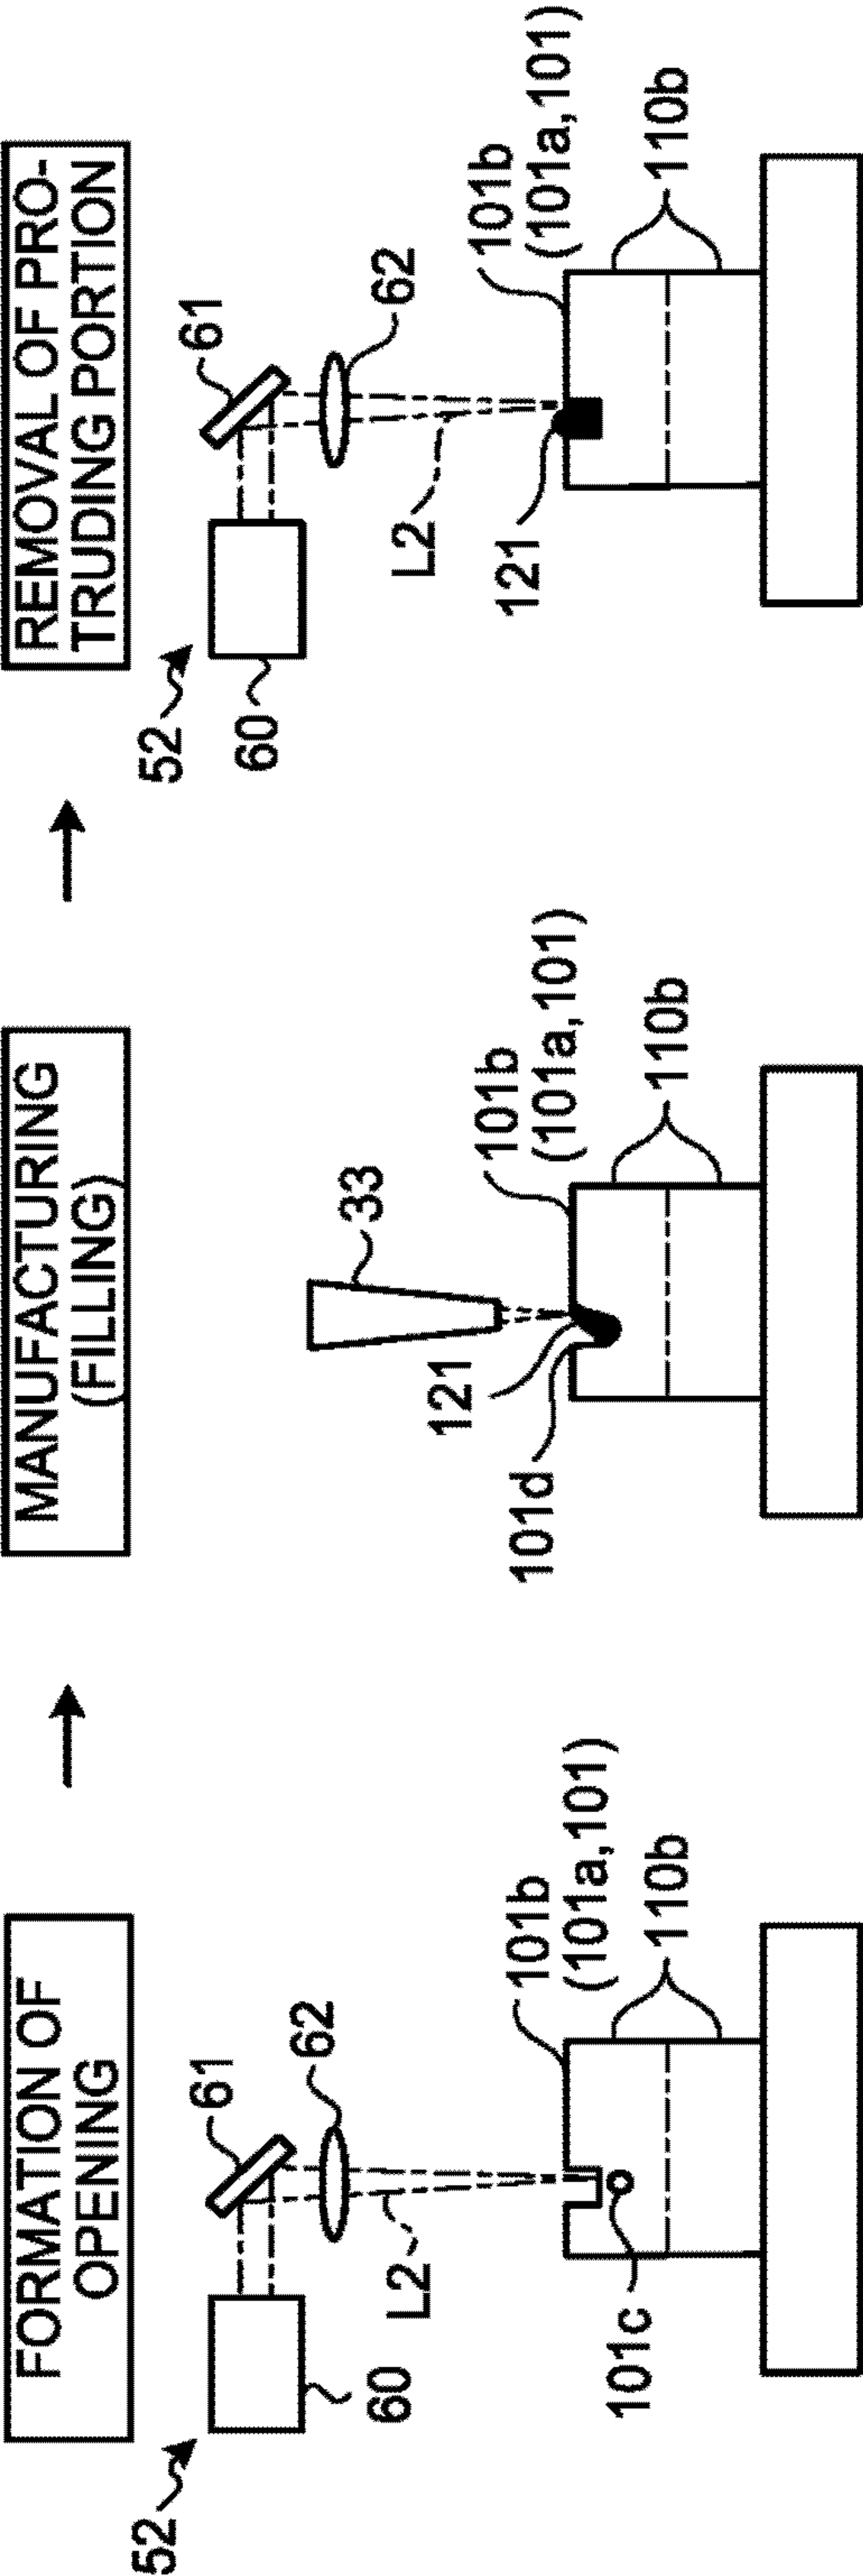 FORMATION OF
OPENING
52
60
61
62
L2
101b
(101a,101)
110b
101c
MANUFACTURING
(FILLING)
33
121
101d
101b
(101a,101)
110b
REMOVAL OF PRO-
TRUDING PORTION
52
60
61
62
L2
121
101b
(101a,101)
110b